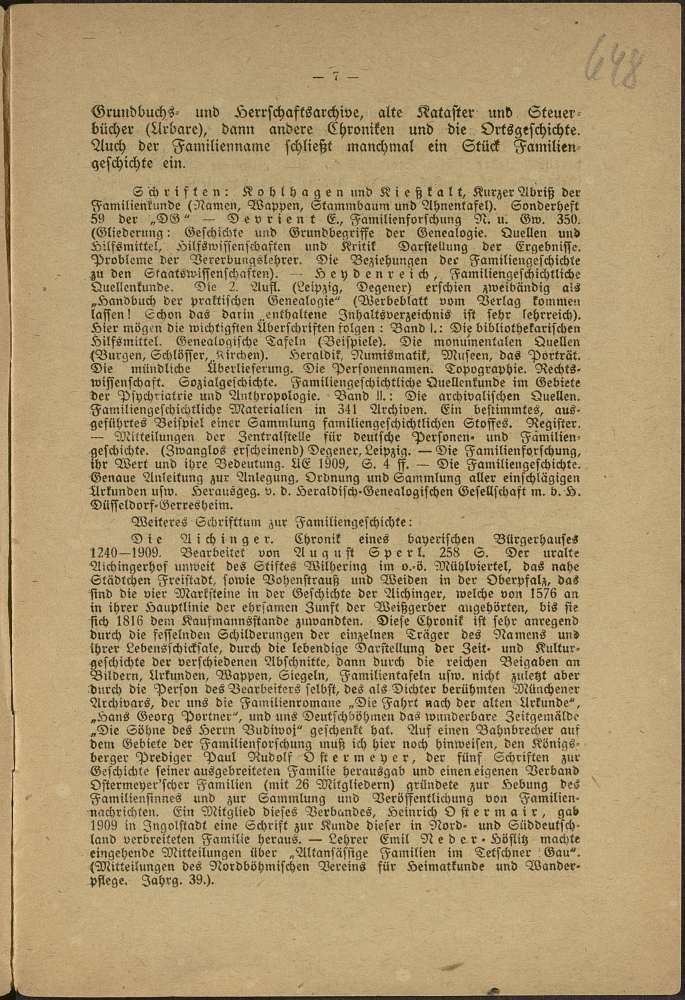 — 7 —
648
Grundbuchs- und Herrschaftsarchive, alte Kataster und Steuer-
bücher (Urbare), dann andere Chroniken und die Ortsgeschichte.
Auch der Familienname schließt manchmal ein Stück Familien-
geschichte ein.
Schriften: Kohlhagen und Kießkalt, Kurzer Abriß der
Familienkunde (Namen, Wappen, Stammbaum und Ahnentafel). Sonderheft
59 der „DG“ — Devrient E., Familienforschung N. u. Gw. 350.
(Gliederung: Geschichte und Grundbegriffe der Genealogie. Quellen und
Hilfsmittel, Hilfswissenschaften und Kritik Darstellung der Ergebnisse.
Probleme der Vererbungslehrer. Die Beziehungen der Familiengeschichte
zu den Staatswissenschaften). — Heydenreich, Familiengeschichtliche
Quellenkunde. Die 2. Aufl. (Leipzig, Degener) erschien zweibändig als
„Handbuch der praktischen Genealogie“ (Werbeblatt vom Verlag kommen
lassen! Schon das darin enthaltene Inhaltsverzeichnis ist sehr lehrreich).
Hier mögen die wichtigsten Überschriften folgen: Band I.: Die bibliothekarischen
Hilfsmittel. Genealogische Tafeln (Beispiele). Die monumentalen Quellen
(Burgen, Schlösser, Kirchen). Heraldik, Numismatik, Museen, das Porträt.
Die mündliche Überlieferung. Die Personennamen. Topographie. Rechts-
wissenschaft. Sozialgeschichte. Familiengeschichtliche Quellenkunde im Gebiete
der Psychriatrie und Anthropologie. Band II.: Die archivalischen Quellen.
Familiengeschichtliche Materialien in 341 Archiven. Ein bestimmtes, aus-
geführtes Beispiel einer Sammlung familiengeschichtlichen Stoffes. Register.
— Mitteilungen der Zentralstelle für deutsche Personen- und Familien-
geschichte. (Zwanglos erscheinend) Degener, Leipzig. — Die Familienforschung,
ihr Wert und ihre Bedeutung. UE 1909, S. 4 ff. — Die Familiengeschichte.
Genaue Anleitung zur Anlegung, Ordnung und Sammlung aller einschlägigen
Urkunden usw. Herausgeg. v. d. Heraldisch-Genealogischen Gesellschaft m. b. H.
Düsseldorf-Gerresheim.
Weiteres Schrifttum zur Familiengeschichte:
Die Aichinger. Chronik eines bayerischen Bürgerhauses
1240—1909. Bearbeitet von August Sperl. 258 S. Der uralte
Aichingerhof unweit des Stiftes Wilhering im o.-ö. Mühlviertel, das nahe
Städtchen Freistadt, sowie Vohenstrauß und Weiden in der Oberpfalz, das
sind die vier Marksteine in der Geschichte der Aichinger, welche von 1576 an
in ihrer Hauptlinie der ehrsamen Zunft der Weißgerber angehörten, bis sie
sich 1816 dem Kaufmannsstande zuwandten. Diese Chronik ist sehr anregend
durch die fesselnden Schilderungen der einzelnen Träger des Namens und
ihrer Lebensschicksale, durch die lebendige Darstellung der Zeit- und Kultur-
geschichte der verschiedenen Abschnitte, dann durch die reichen Beigaben an
Bildern, Urkunden, Wappen, Siegeln, Familientafeln usw. nicht zuletzt aber
durch die Person des Bearbeiters selbst, des als Dichter berühmten Münchener
Archivars, der uns die Familienromane „Die Fahrt nach der alten Urkunde“,
„Hans Georg Portner“, und uns Deutschböhmen das wunderbare Zeitgemälde
„Die Söhne des Herrn Budiwoj“ geschenkt hat. Auf einen Bahnbrecher auf
dem Gebiete der Familienforschung muß ich hier noch hinweisen, den Königs-
berger Prediger Paul Rudolf Ostermeyer, der fünf Schriften zur
Geschichte seiner ausgebreiteten Familie herausgab und einen eigenen Verband
Ostermeyer'scher Familien (mit 26 Mitgliedern) gründete zur Hebung des
Familiensinnes und zur Sammlung und Veröffentlichung von Familien-
nachrichten. Ein Mitglied dieses Verbandes, Heinrich Ostermair, gab
1909 in Ingolstadt eine Schrift zur Kunde dieser in Nord- und Süddeutsch-
land verbreiteten Familie heraus. — Lehrer Emil Neder-Höflitz machte
eingehende Mitteilungen über „Altansässige Familien im Tetschner Gau“.
(Mitteilungen des Nordböhmischen Vereins für Heimatkunde und Wander-
pflege. Jahrg. 39.).